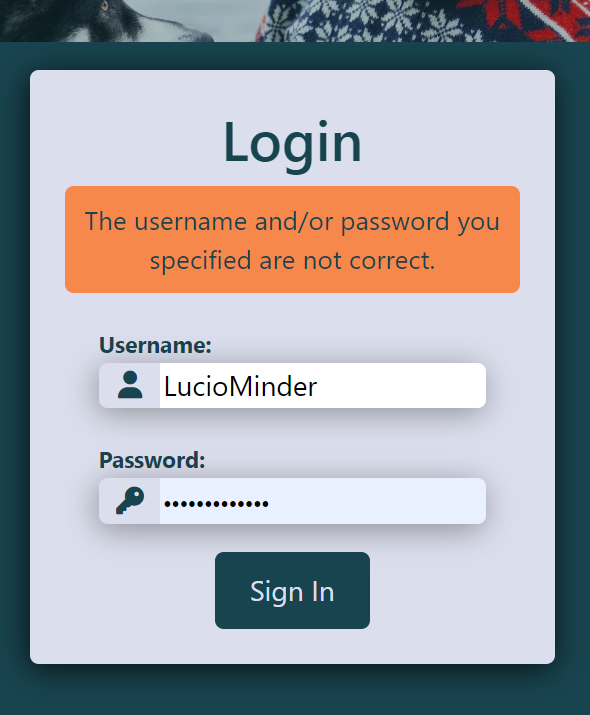 Login
The username and/or password you
specified are not correct.
Username:
LucioMinder
Password:
•••••••••••••
Sign In